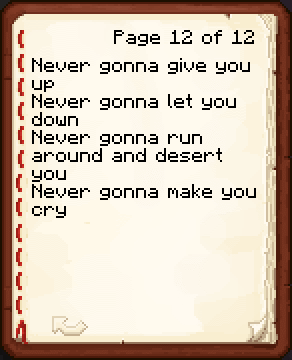 Page 12 of 12
Never gonna give you
up
Never gonna let you
down
Never gonna run
around and desert
you
Never gonna make you
cry